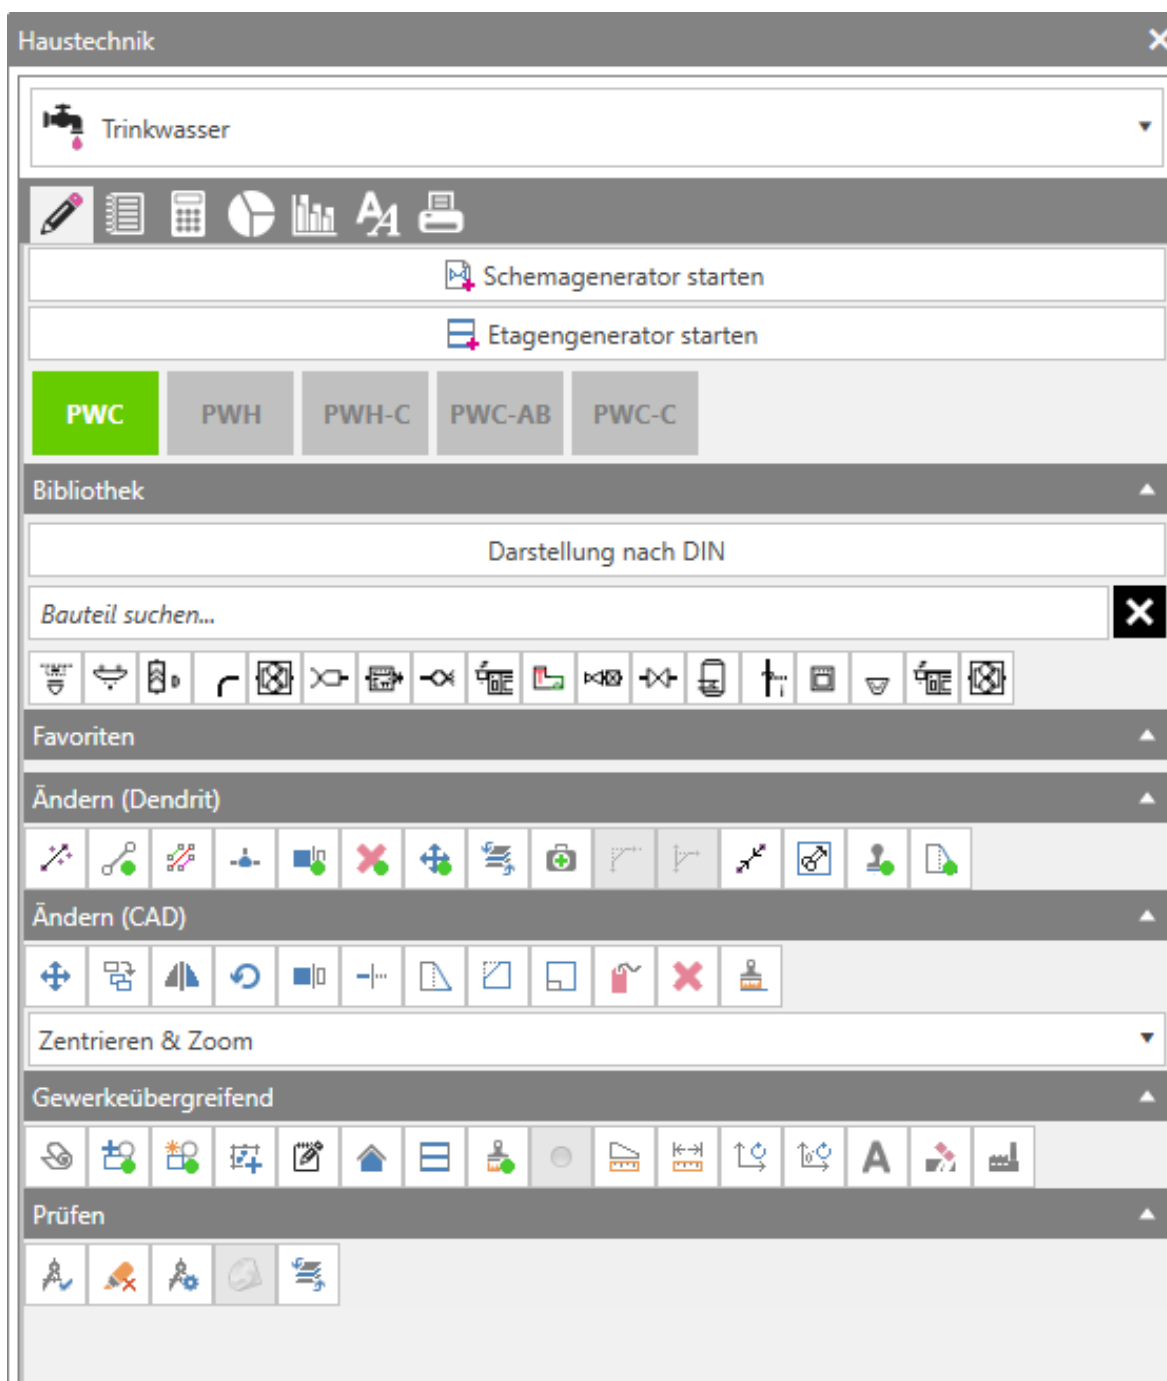 Haustechnik
Trinkwasser
Schemagenerator starten
Etagengenerator starten
PWC PWH PWH-C PWC-AB PWC-C
Bibliothek
Darstellung nach DIN
Bauteil suchen...
Favoriten
Ändern (Dendrit)
Ändern (CAD)
Zentrieren & Zoom
Gewerkeübergreifend
Prüfen